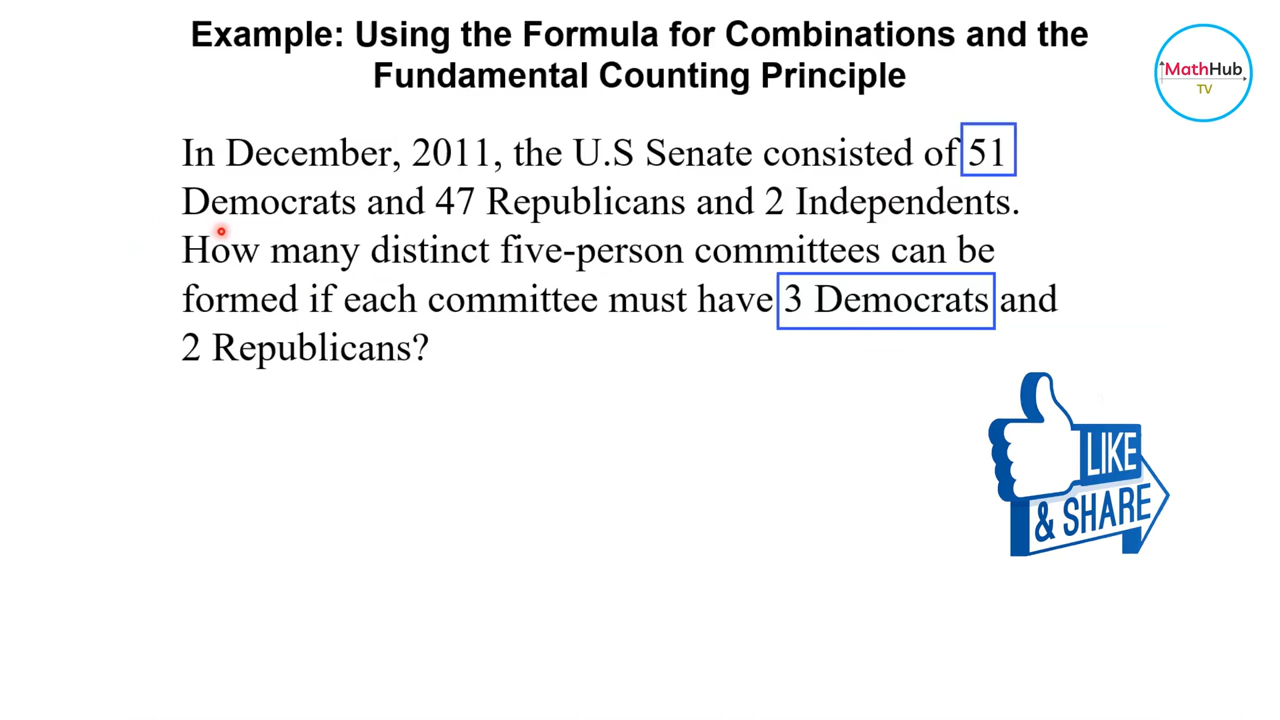 Example: Using the Formula for Combinations and the
Fundamental Counting Principle
MathHub
TV
In December, 2011, the U.S Senate consisted of 51
Democrats and 47 Republicans and 2 Independents.
How many distinct five-person committees can be
formed if each committee must have 3 Democrats and
2 Republicans?
LIKE
& SHARE